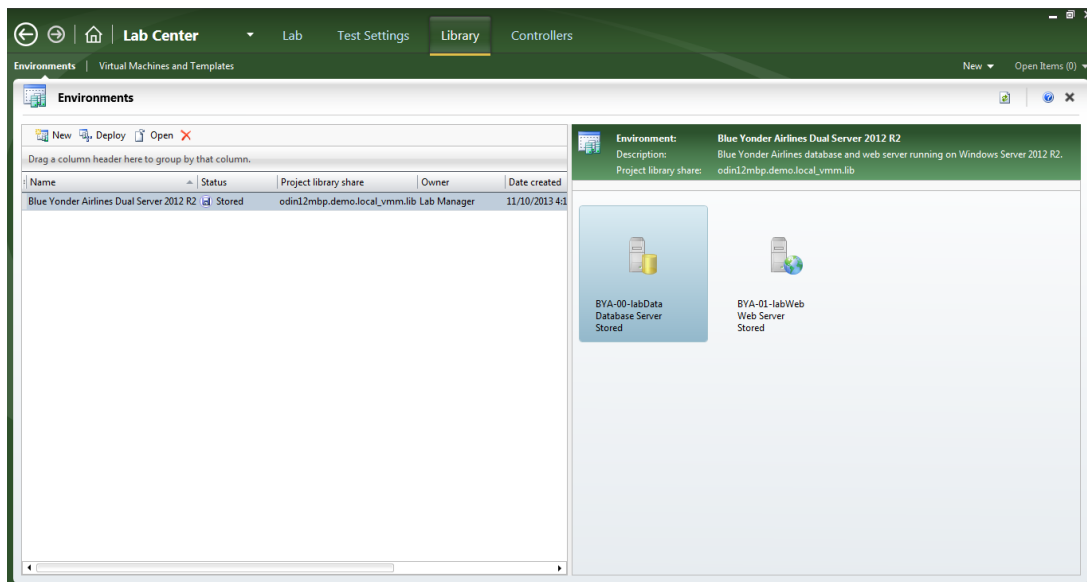 Lab Center Lab Test Settings Library Controllers
Environments | Virtual Machines and Templates New Open Items (0)
Environments
New Deploy Open
Drag a column header here to group by that column.
Name Status Project library share Owner Date created
Blue Yonder Airlines Dual Server 2012 R2 Stored odin12mbp.demo.local_vmm.lib Lab Manager 11/10/2013 4:1
Environment: Blue Yonder Airlines Dual Server 2012 R2
Description: Blue Yonder Airlines database and web server running on Windows Server 2012 R2.
Project library share: odin12mbp.demo.local_vmm.lib
BYA-00-labData
Database Server
Stored
BYA-01-labWeb
Web Server
Stored